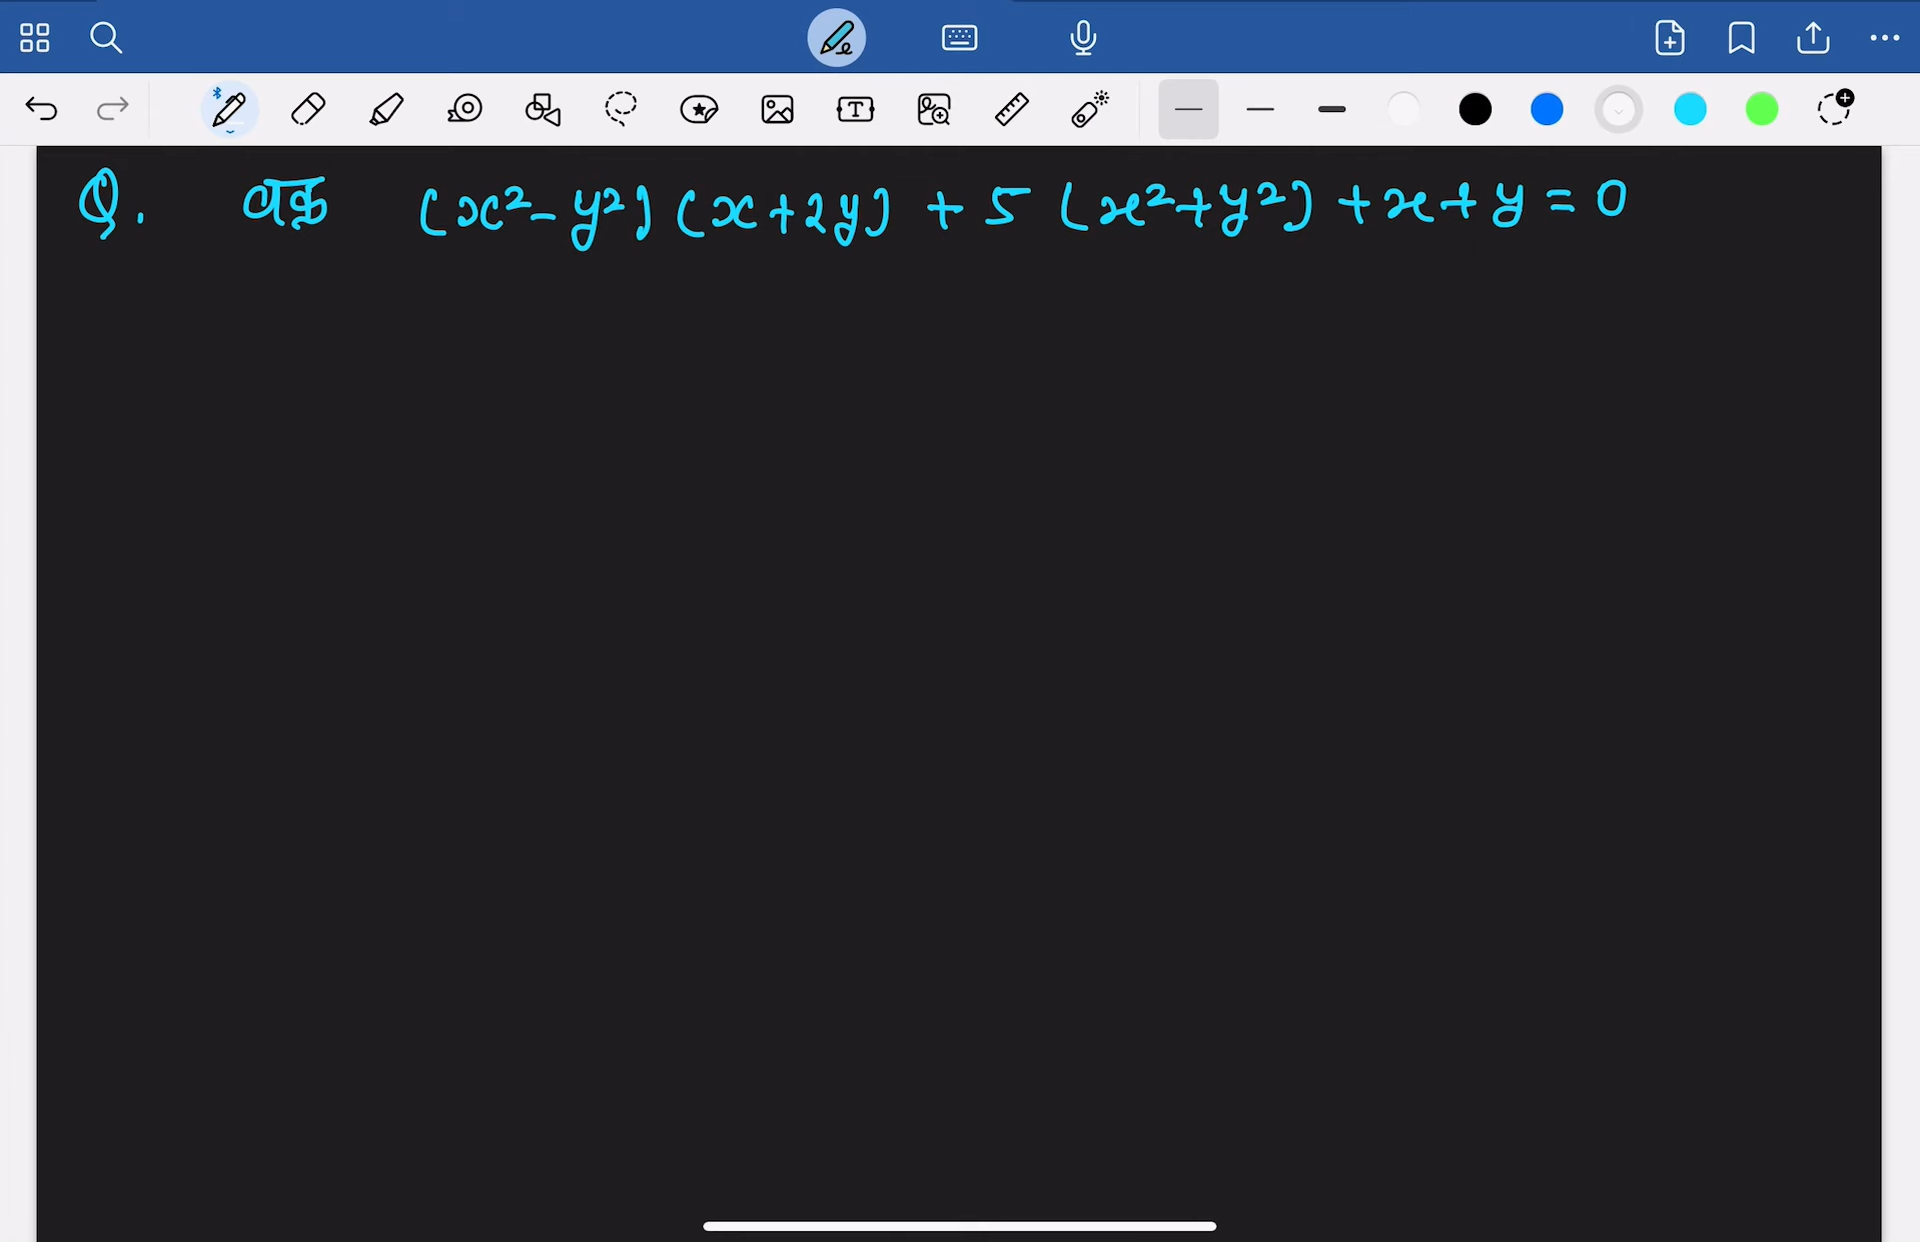 Q. वक्र (x²-y²) (x+2y) + 5 (x²+y²) +x+y=0